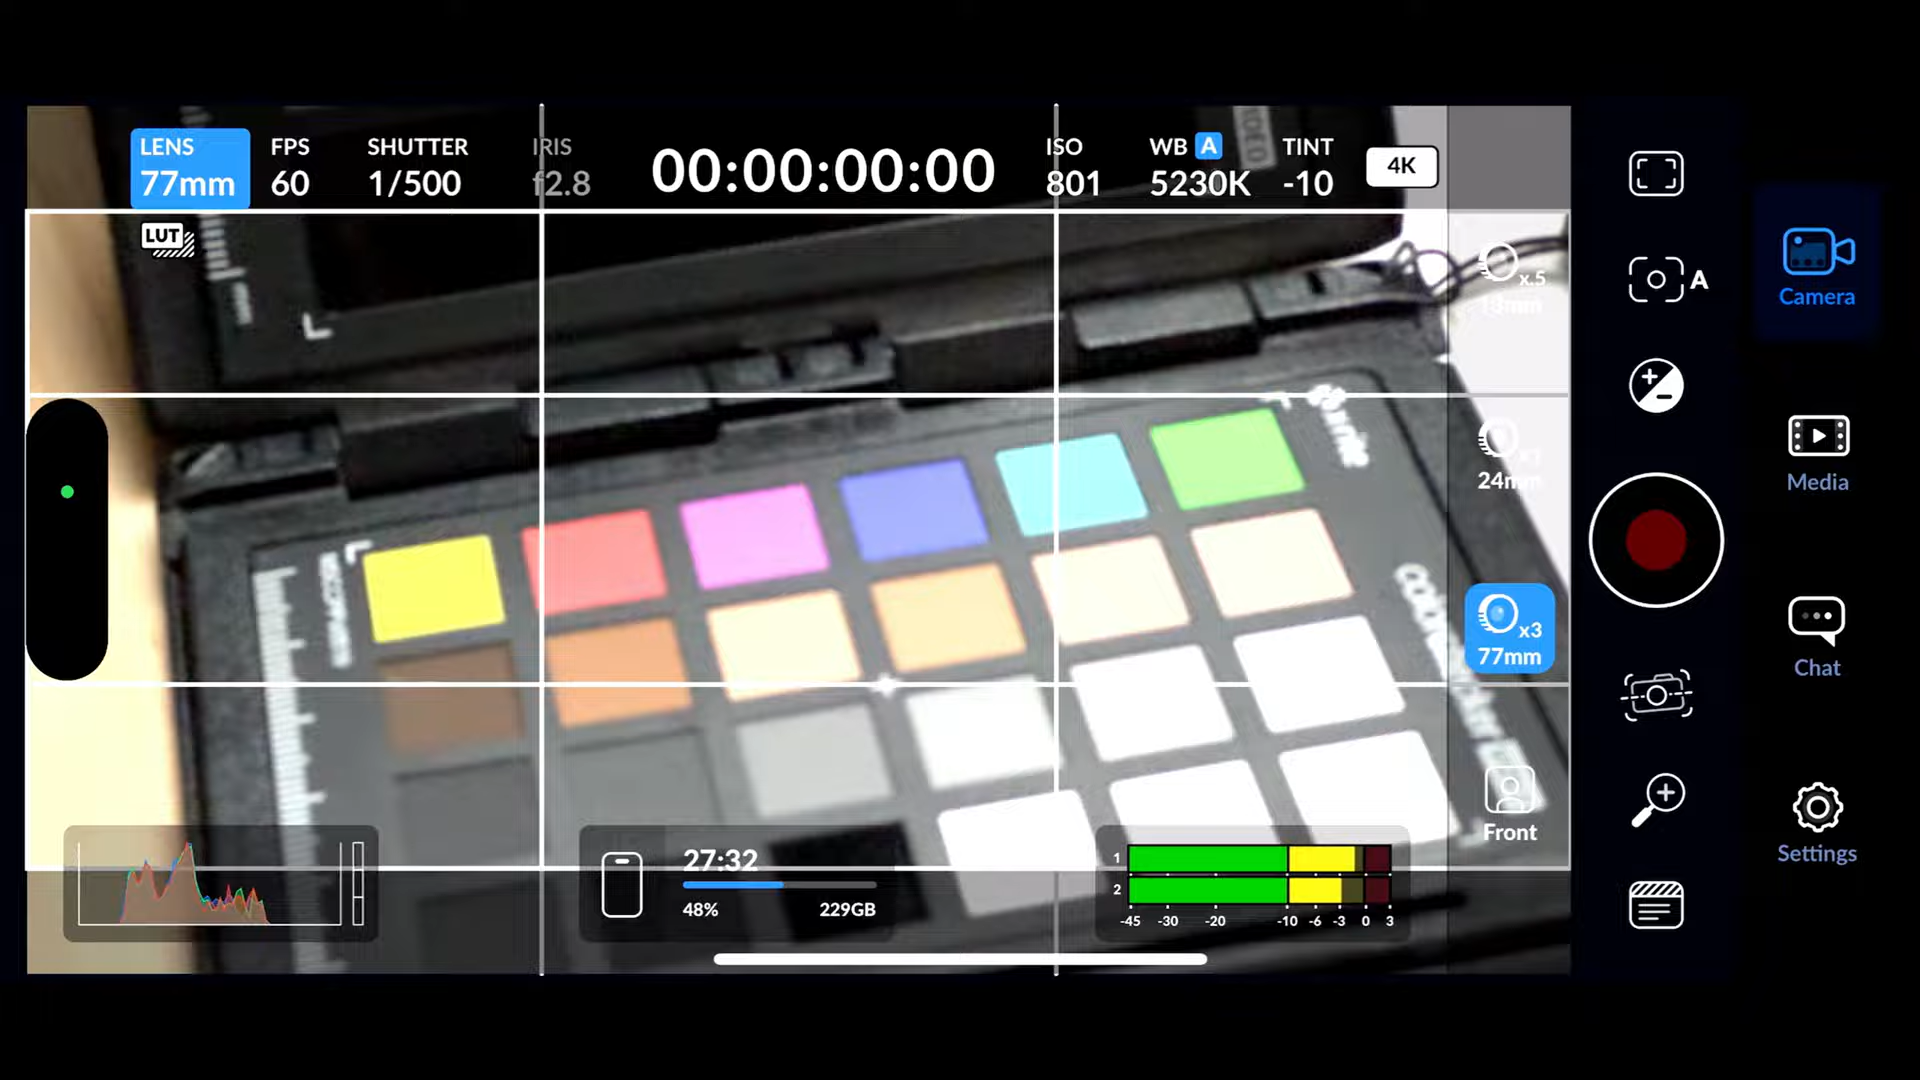 LENS FPS SHUTTER IRIS ISO WB A TINT
77mm 60 1/500 f2.8 00:00:00:00 801 5230K -10 4K
LUT
x.5
A
Camera
Media
24mm
x3
77mm
Chat
Front
Settings
27:32
48% 229GB
1
2
-45 -30 -20 -10 -6 -3 0 3